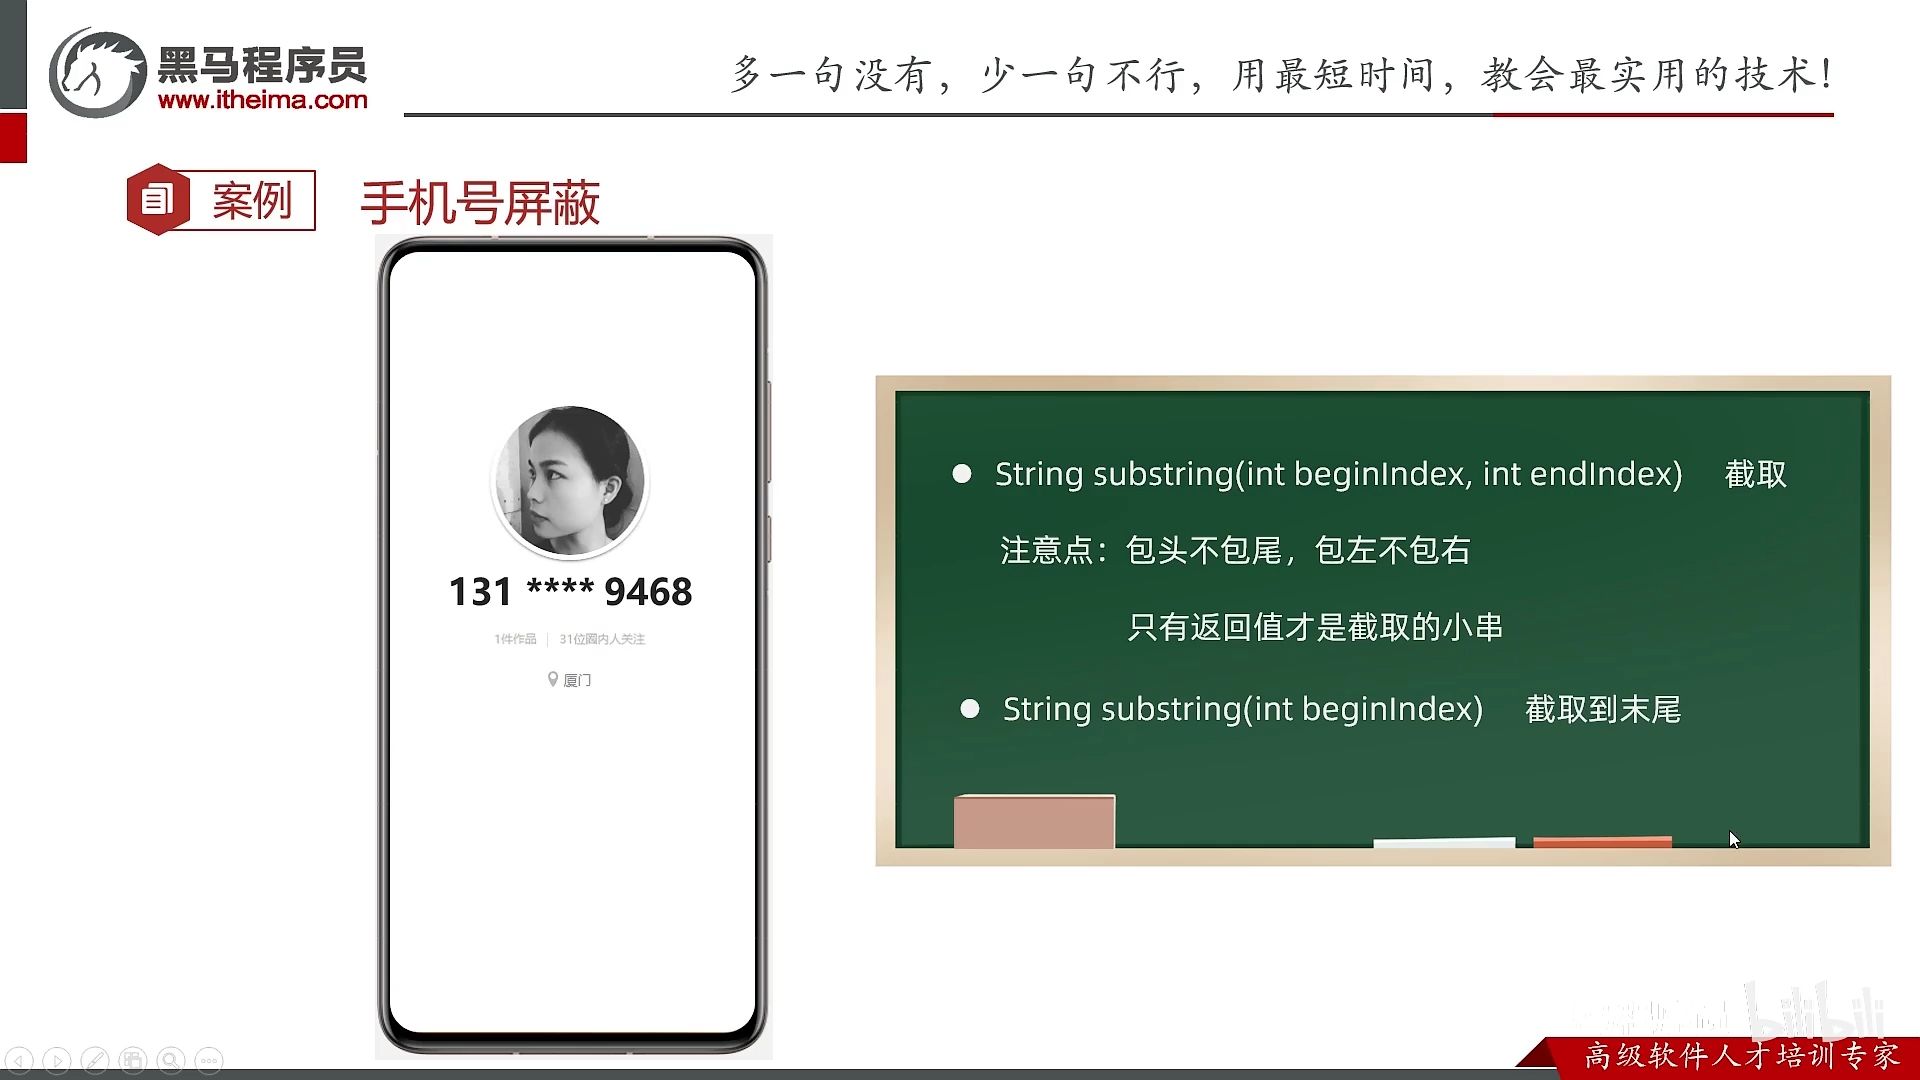 黑马程序员
www.itheima.com
多一句没有，少一句不行，用最短时间，教会最实用的技术！
案例
手机号屏蔽
131 **** 9468
1件作品 | 31位圈内人关注
厦门
String substring(int beginIndex, int endIndex) 截取
注意点：包头不包尾，包左不包右
只有返回值才是截取的小串
String substring(int beginIndex) 截取到末尾
bilibili
高级软件人才培训专家